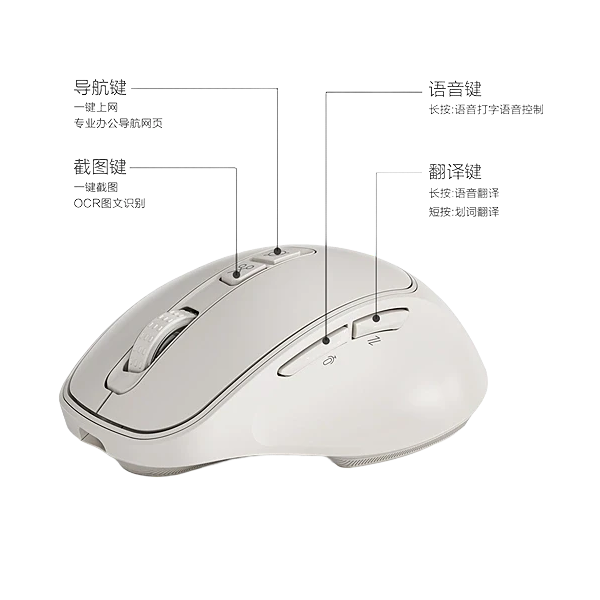 导航键
一键上网
专业办公导航网页
截图键
一键截图
OCR图文识别
语音键
长按:语音打字语音控制
翻译键
长按:语音翻译
短按:划词翻译